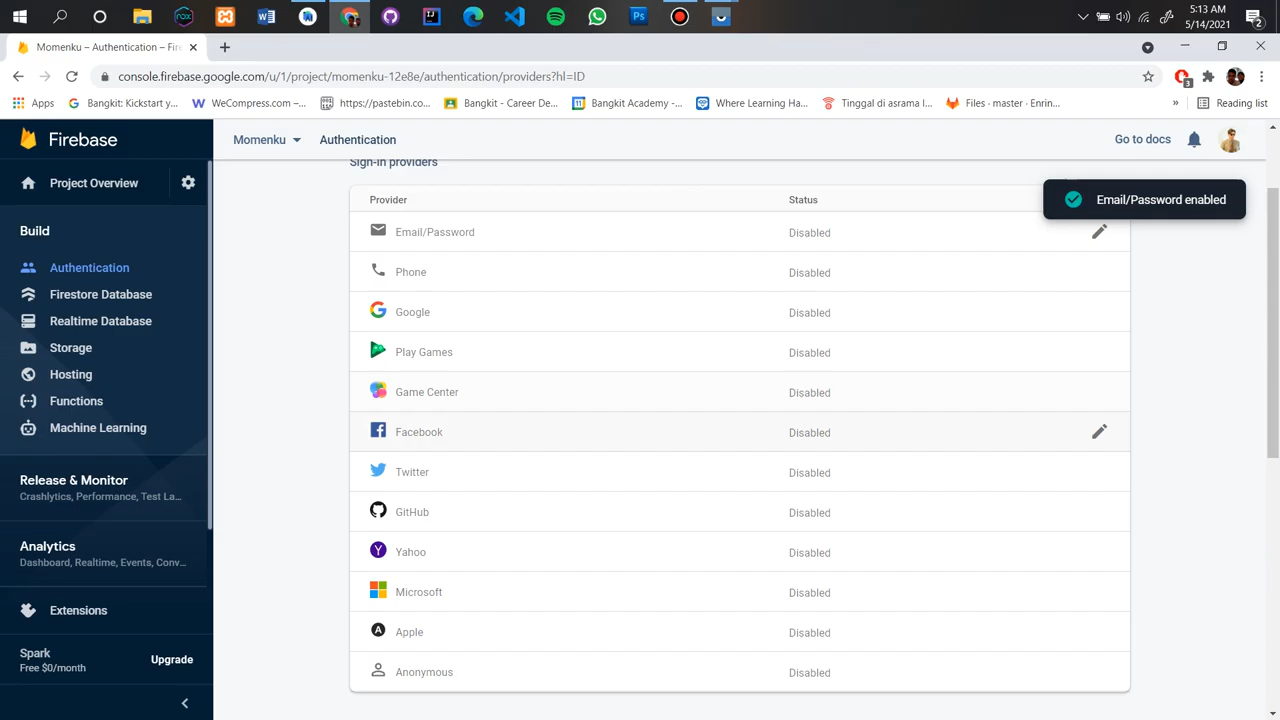 5:13 AM
5/14/2021
2
Momenku – Authentication – Fire
console.firebase.google.com/u/1/project/momenku-12e8e/authentication/providers?hl=ID
3
Apps
Bangkit: Kickstart y...
WeCompress.com –...
https://pastebin.co...
Bangkit - Career De...
Bangkit Academy -...
Where Learning Ha...
Tinggal di asrama l...
Files · master · Enrin...
»
Reading list
Firebase
Momenku
Authentication
Go to docs
Project Overview
Build
Authentication
Firestore Database
Realtime Database
Storage
Hosting
Functions
Machine Learning
Release & Monitor
Crashlytics, Performance, Test La...
Analytics
Dashboard, Realtime, Events, Conv...
Extensions
Spark
Free $0/month
Upgrade
Sign-in providers
Provider Status
Email/Password enabled
Email/Password Disabled
Phone Disabled
Google Disabled
Play Games Disabled
Game Center Disabled
Facebook Disabled
Twitter Disabled
GitHub Disabled
Yahoo Disabled
Microsoft Disabled
Apple Disabled
Anonymous Disabled